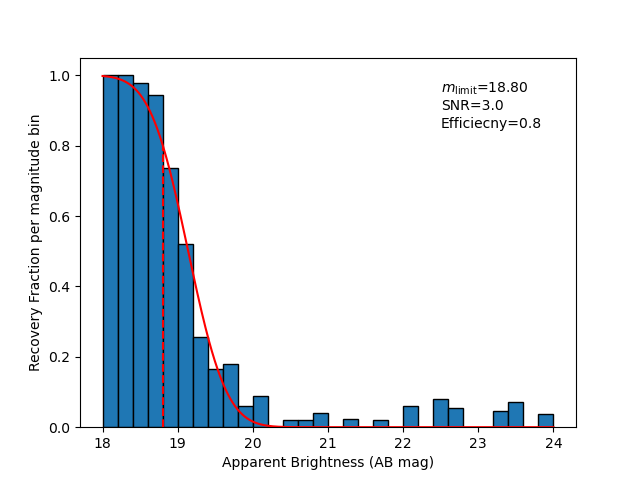 m_limit=18.80
SNR=3.0
Efficiecny=0.8
1.0
0.8
0.6
0.4
0.2
0.0
Recovery Fraction per magnitude bin
18 19 20 21 22 23 24
Apparent Brightness (AB mag)